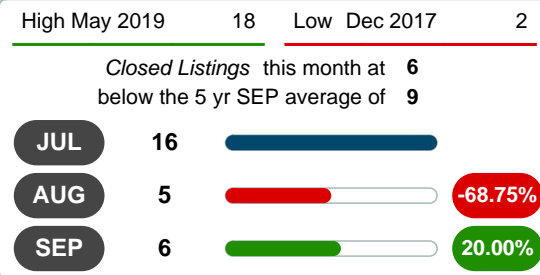 High May 2019 18 Low Dec 2017 2
Closed Listings this month at 6
below the 5 yr SEP average of 9
JUL 16
AUG 5 -68.75%
SEP 6 20.00%